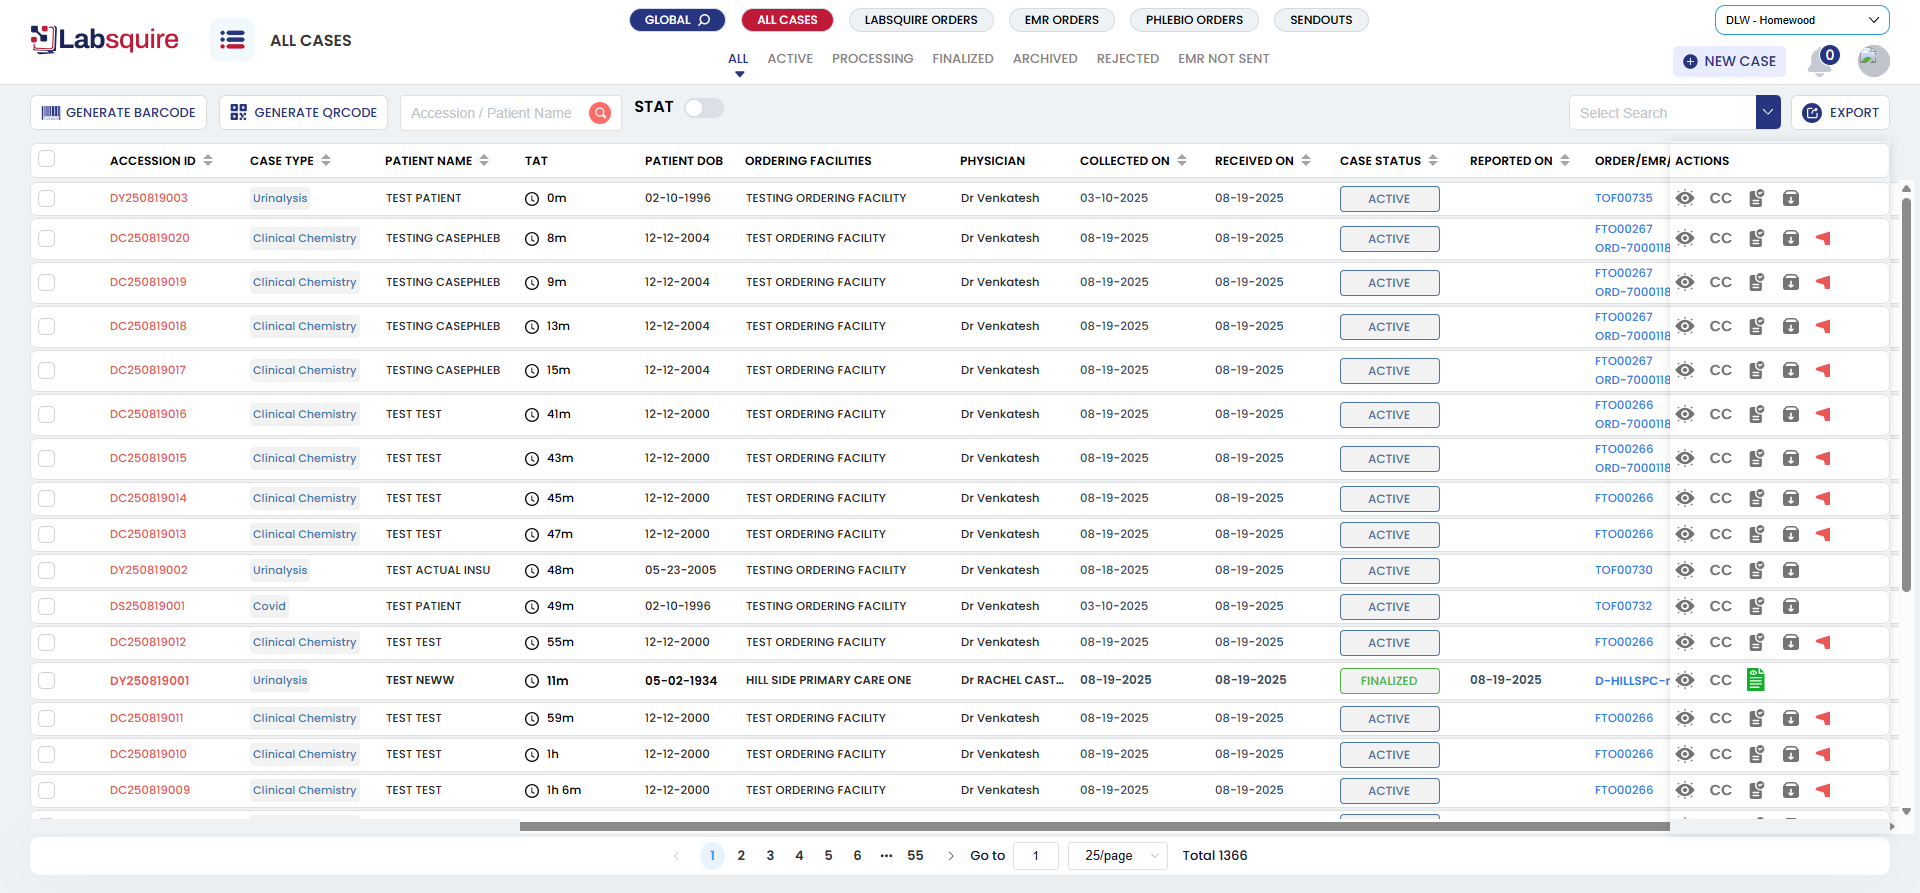 Labsquire
ALL CASES
GLOBAL
ALL CASES
LABSQUIRE ORDERS
EMR ORDERS
PHLEBIO ORDERS
SENDOUTS
ALL
ACTIVE
PROCESSING
FINALIZED
ARCHIVED
REJECTED
EMR NOT SENT
DLW - Homewood
NEW CASE
0
GENERATE BARCODE
GENERATE QRCODE
Accession / Patient Name
STAT
Select Search
EXPORT
ACCESSION ID CASE TYPE PATIENT NAME TAT PATIENT DOB ORDERING FACILITIES PHYSICIAN COLLECTED ON RECEIVED ON CASE STATUS REPORTED ON ORDER/EMR/ ACTIONS
DY250819003 Urinalysis TEST PATIENT 0m 02-10-1996 TESTING ORDERING FACILITY Dr Venkatesh 03-10-2025 08-19-2025 ACTIVE TOF00735 CC
DC250819020 Clinical Chemistry TESTING CASEPHLEB 8m 12-12-2004 TEST ORDERING FACILITY Dr Venkatesh 08-19-2025 08-19-2025 ACTIVE FTO00267 CC
ORD-7000118
DC250819019 Clinical Chemistry TESTING CASEPHLEB 9m 12-12-2004 TEST ORDERING FACILITY Dr Venkatesh 08-19-2025 08-19-2025 ACTIVE FTO00267 CC
ORD-7000118
DC250819018 Clinical Chemistry TESTING CASEPHLEB 13m 12-12-2004 TEST ORDERING FACILITY Dr Venkatesh 08-19-2025 08-19-2025 ACTIVE FTO00267 CC
ORD-7000118
DC250819017 Clinical Chemistry TESTING CASEPHLEB 15m 12-12-2004 TEST ORDERING FACILITY Dr Venkatesh 08-19-2025 08-19-2025 ACTIVE FTO00267 CC
ORD-7000118
DC250819016 Clinical Chemistry TEST TEST 41m 12-12-2000 TEST ORDERING FACILITY Dr Venkatesh 08-19-2025 08-19-2025 ACTIVE FTO00266 CC
ORD-7000118
DC250819015 Clinical Chemistry TEST TEST 43m 12-12-2000 TEST ORDERING FACILITY Dr Venkatesh 08-19-2025 08-19-2025 ACTIVE FTO00266 CC
ORD-7000118
DC250819014 Clinical Chemistry TEST TEST 45m 12-12-2000 TEST ORDERING FACILITY Dr Venkatesh 08-19-2025 08-19-2025 ACTIVE FTO00266 CC
DC250819013 Clinical Chemistry TEST TEST 47m 12-12-2000 TEST ORDERING FACILITY Dr Venkatesh 08-19-2025 08-19-2025 ACTIVE FTO00266 CC
DY250819002 Urinalysis TEST ACTUAL INSU 48m 05-23-2005 TESTING ORDERING FACILITY Dr Venkatesh 08-18-2025 08-19-2025 ACTIVE TOF00730 CC
DS250819001 Covid TEST PATIENT 49m 02-10-1996 TESTING ORDERING FACILITY Dr Venkatesh 03-10-2025 08-19-2025 ACTIVE TOF00732 CC
DC250819012 Clinical Chemistry TEST TEST 55m 12-12-2000 TEST ORDERING FACILITY Dr Venkatesh 08-19-2025 08-19-2025 ACTIVE FTO00266 CC
DY250819001 Urinalysis TEST NEWW 11m 05-02-1934 HILL SIDE PRIMARY CARE ONE Dr RACHEL CAST... 08-19-2025 08-19-2025 FINALIZED 08-19-2025 D-HILLSPC-r CC
DC250819011 Clinical Chemistry TEST TEST 59m 12-12-2000 TEST ORDERING FACILITY Dr Venkatesh 08-19-2025 08-19-2025 ACTIVE FTO00266 CC
DC250819010 Clinical Chemistry TEST TEST 1h 12-12-2000 TEST ORDERING FACILITY Dr Venkatesh 08-19-2025 08-19-2025 ACTIVE FTO00266 CC
DC250819009 Clinical Chemistry TEST TEST 1h 6m 12-12-2000 TEST ORDERING FACILITY Dr Venkatesh 08-19-2025 08-19-2025 ACTIVE FTO00266 CC
1 2 3 4 5 6 ··· 55 Go to 1 25/page Total 1366